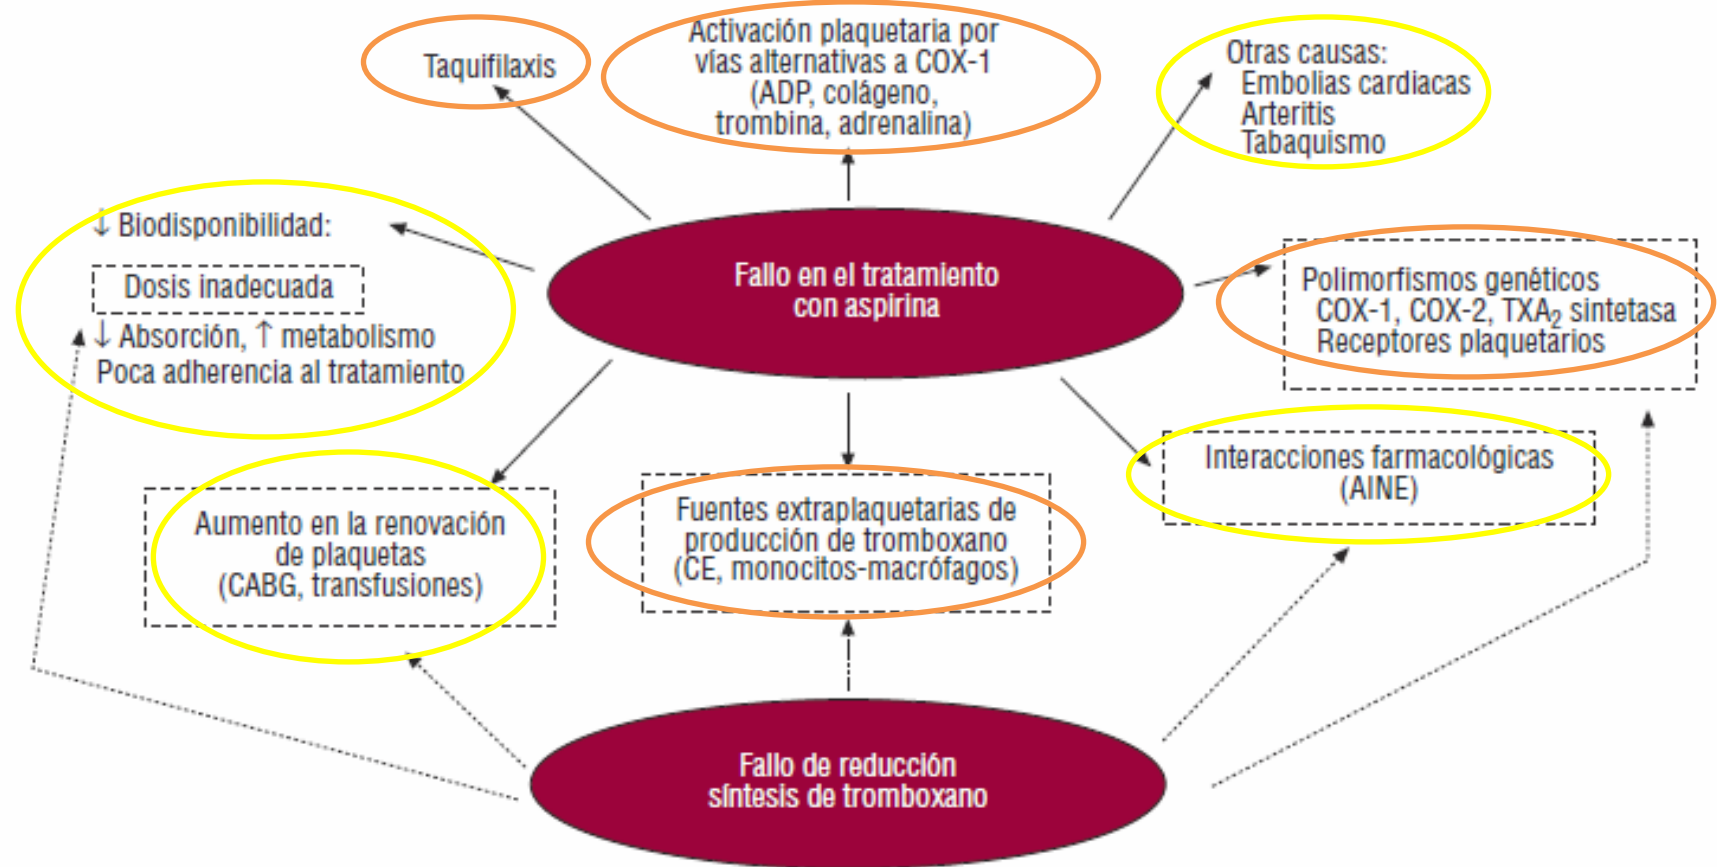 Taquifilaxis
Activación plaquetaria por
vías alternativas a COX-1
(ADP, colágeno,
trombina, adrenalina)
Otras causas:
Embolias cardiacas
Arteritis
Tabaquismo
↓ Biodisponibilidad:
Dosis inadecuada
↓ Absorción, ↑ metabolismo
Poca adherencia al tratamiento
Fallo en el tratamiento
con aspirina
Polimorfismos genéticos
COX-1, COX-2, TXA₂ sintetasa
Receptores plaquetarios
Interacciones farmacológicas
(AINE)
Aumento en la renovación
de plaquetas
(CABG, transfusiones)
Fuentes extraplaquetarias de
producción de tromboxano
(CE, monocitos-macrófagos)
Fallo de reducción
síntesis de tromboxano